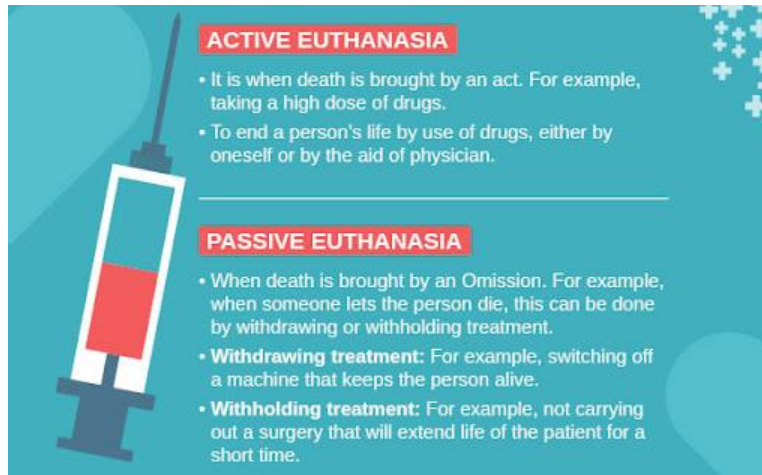 ACTIVE EUTHANASIA
• It is when death is brought by an act. For example,
taking a high dose of drugs.
• To end a person's life by use of drugs, either by
oneself or by the aid of physician.
PASSIVE EUTHANASIA
• When death is brought by an Omission. For example,
when someone lets the person die, this can be done
by withdrawing or withholding treatment.
• Withdrawing treatment: For example, switching off
a machine that keeps the person alive.
• Withholding treatment: For example, not carrying
out a surgery that will extend life of the patient for a
short time.